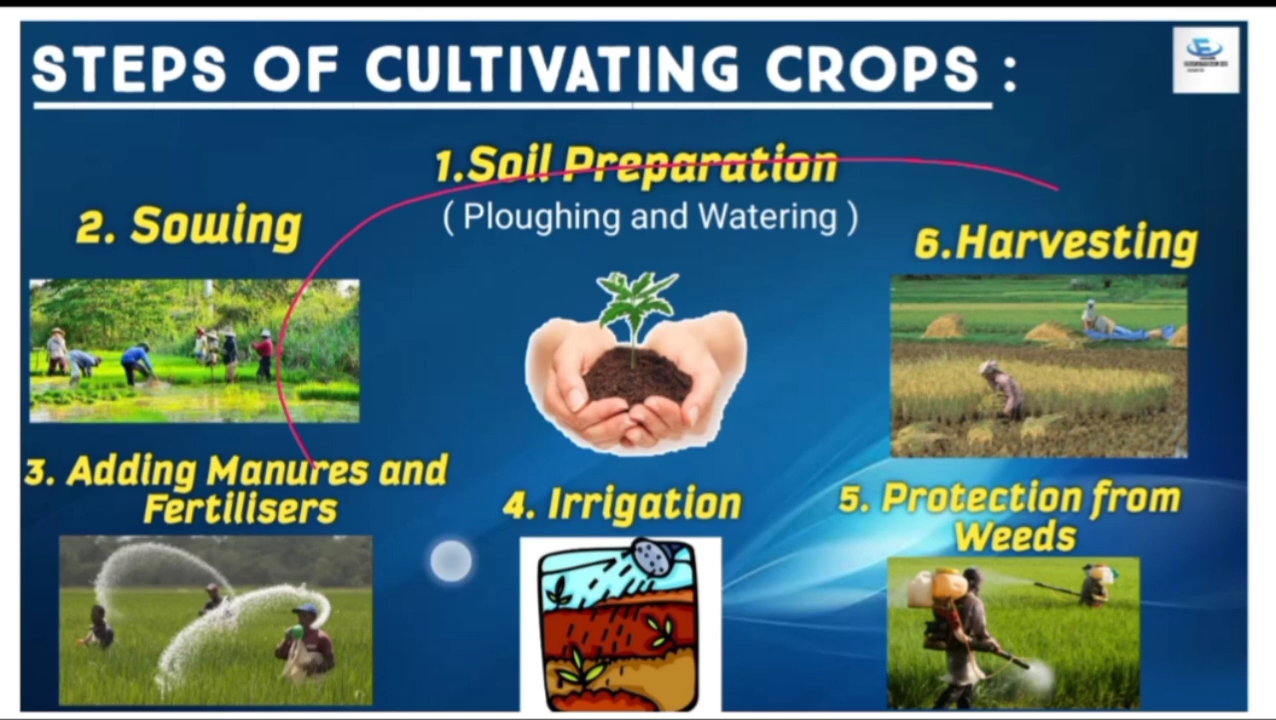 STEPS OF CULTIVATING CROPS :
1.Soil Preparation
( Ploughing and Watering )
2. Sowing
6.Harvesting
3. Adding Manures and
Fertilisers
4. Irrigation
5. Protection from
Weeds